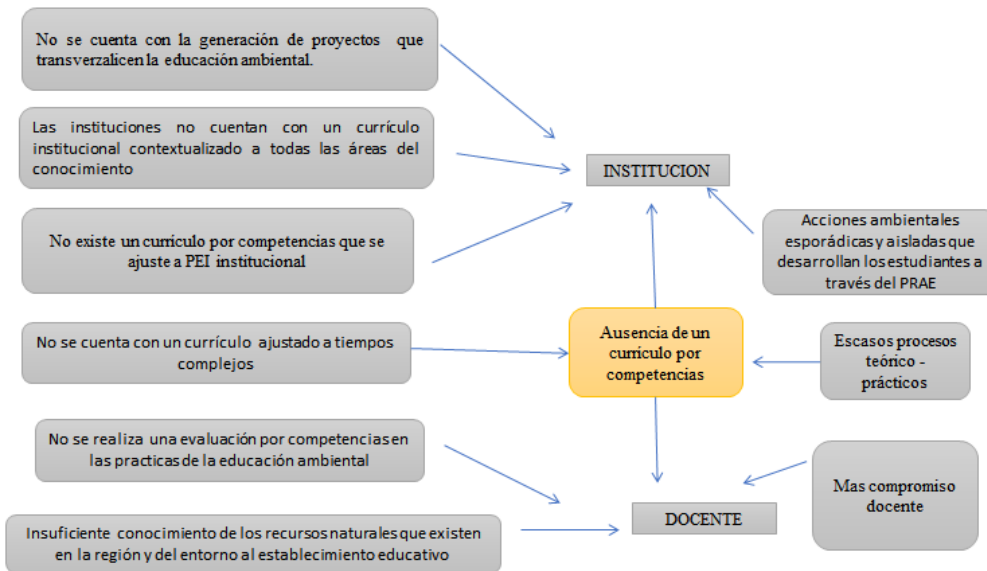 No se cuenta con la generación de proyectos que
transverzalicen la educación ambiental.
Las instituciones no cuentan con un currículo
institucional contextualizado a todas las áreas del
conocimiento
INSTITUCION
No existe un currículo por competencias que se
ajuste a PEI institucional
Acciones ambientales
esporádicas y aisladas que
desarrollan los estudiantes a
través del PRAE
No se cuenta con un currículo ajustado a tiempos
complejos
Ausencia de un
currículo por
competencias
Escasos procesos
teórico -
prácticos
No se realiza una evaluación por competencias en
las practicas de la educación ambiental
Mas compromiso
docente
DOCENTE
Insuficiente conocimiento de los recursos naturales que existen
en la región y del entorno al establecimiento educativo